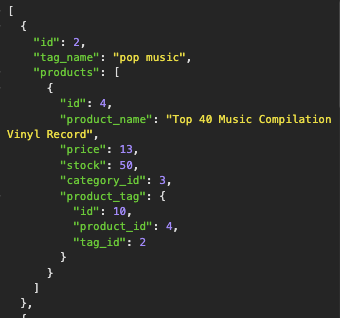 [
  {
    "id": 2,
    "tag_name": "pop music",
    "products": [
      {
        "id": 4,
        "product_name": "Top 40 Music Compilation
Vinyl Record",
        "price": 13,
        "stock": 50,
        "category_id": 3,
        "product_tag": {
          "id": 10,
          "product_id": 4,
          "tag_id": 2
        }
      }
    ]
  },